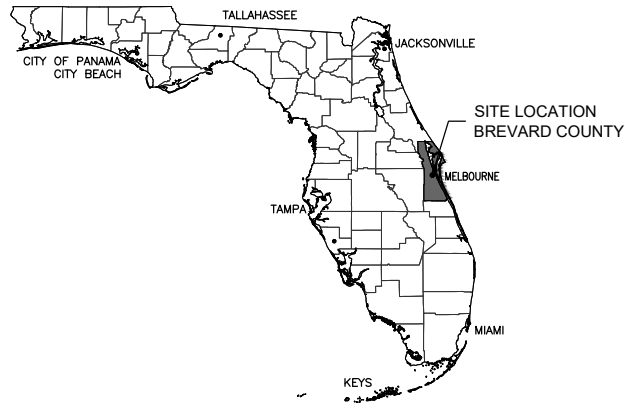 TALLAHASSEE
JACKSONVILLE
CITY OF PANAMA
CITY BEACH
SITE LOCATION
BREVARD COUNTY
MELBOURNE
TAMPA
MIAMI
KEYS